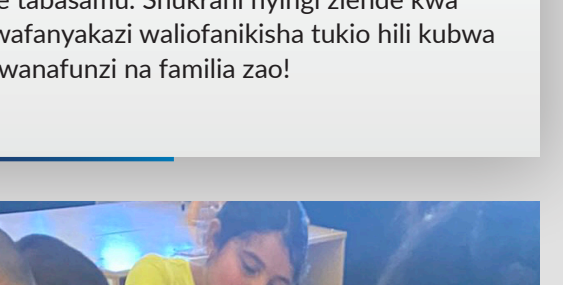 tabasamu. Shukrani nyingi ziende kwa
wafanyakazi waliofanikisha tukio hili kubwa
wanafunzi na familia zao!